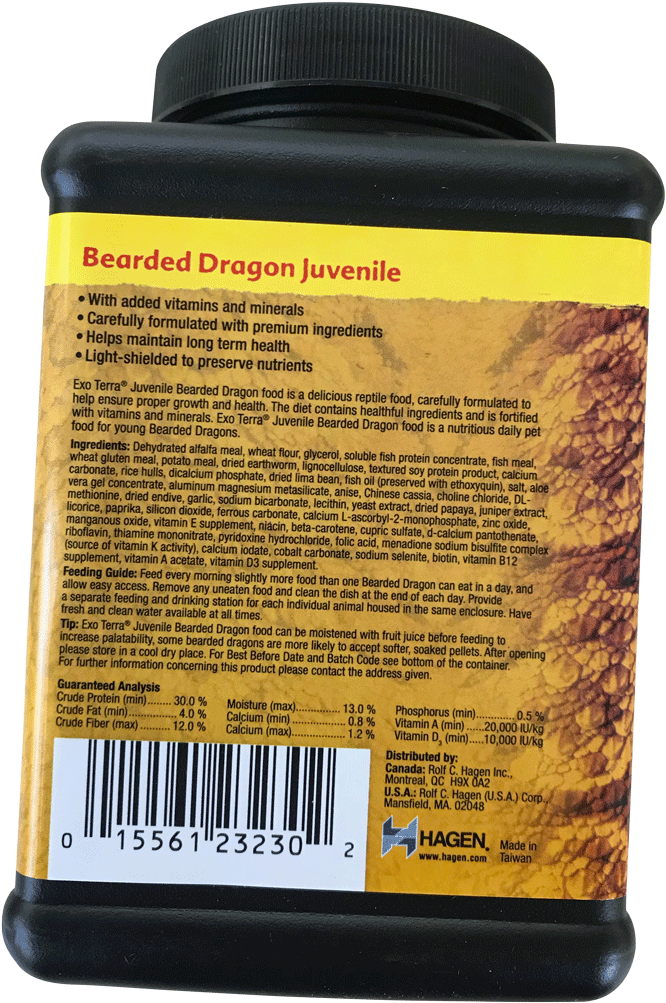 Bearded Dragon Juvenile
• With added vitamins and minerals
• Carefully formulated with premium ingredients
• Helps maintain long term health
• Light-shielded to preserve nutrients
Exo Terra® Juvenile Bearded Dragon food is a delicious reptile food, carefully formulated to
help ensure proper growth and health. The diet contains healthful ingredients and is fortified
with vitamins and minerals. Exo Terra® Juvenile Bearded Dragon food is a nutritious daily pet
food for young Bearded Dragons.
Ingredients: Dehydrated alfalfa meal, wheat flour, glycerol, soluble fish protein concentrate, fish meal,
wheat gluten meal, potato meal, dried earthworm, lignocellulose, textured soy protein product, calcium
carbonate, rice hulls, dicalcium phosphate, dried lima bean, fish oil (preserved with ethoxyquin), salt, aloe
vera gel concentrate, aluminum magnesium metasilicate, anise, Chinese cassia, choline chloride, DL-
methionine, dried endive, garlic, sodium bicarbonate, lecithin, yeast extract, dried papaya, juniper extract,
licorice, paprika, silicon dioxide, ferrous carbonate, calcium L-ascorbyl-2-monophosphate, zinc oxide,
manganous oxide, vitamin E supplement, niacin, beta-carotene, cupric sulfate, d-calcium pantothenate,
riboflavin, thiamine mononitrate, pyridoxine hydrochloride, folic acid, menadione sodium bisulfite complex
(source of vitamin K activity), calcium iodate, cobalt carbonate, sodium selenite, biotin, vitamin B12
supplement, vitamin A acetate, vitamin D3 supplement.
Feeding Guide: Feed every morning slightly more food than one Bearded Dragon can eat in a day, and
allow easy access. Remove any uneaten food and clean the dish at the end of each day. Provide
a separate feeding and drinking station for each individual animal housed in the same enclosure. Have
fresh and clean water available at all times.
Tip: Exo Terra® Juvenile Bearded Dragon food can be moistened with fruit juice before feeding to
increase palatability, some bearded dragons are more likely to accept softer, soaked pellets. After opening
please store in a cool dry place. For Best Before Date and Batch Code see bottom of the container.
For further information concerning this product please contact the address given.
Guaranteed Analysis
Crude Protein (min)........ 30.0 %
Crude Fat (min)............... 4.0 %
Crude Fiber (max) .......... 12.0 %
Moisture (max)................ 13.0 %
Calcium (min) .................. 0.8 %
Calcium (max)................. 1.2 %
Phosphorus (min)............. 0.5 %
Vitamin A (min) .....20,000 IU/kg
Vitamin D3 (min)....10,000 IU/kg
Distributed by:
Canada: Rolf C. Hagen Inc.,
Montreal, QC H9X 0A2
U.S.A.: Rolf C. Hagen (U.S.A.) Corp.,
Mansfield, MA. 02048
HAGEN®
www.hagen.com
Made in
Taiwan
0 15561 23230 2